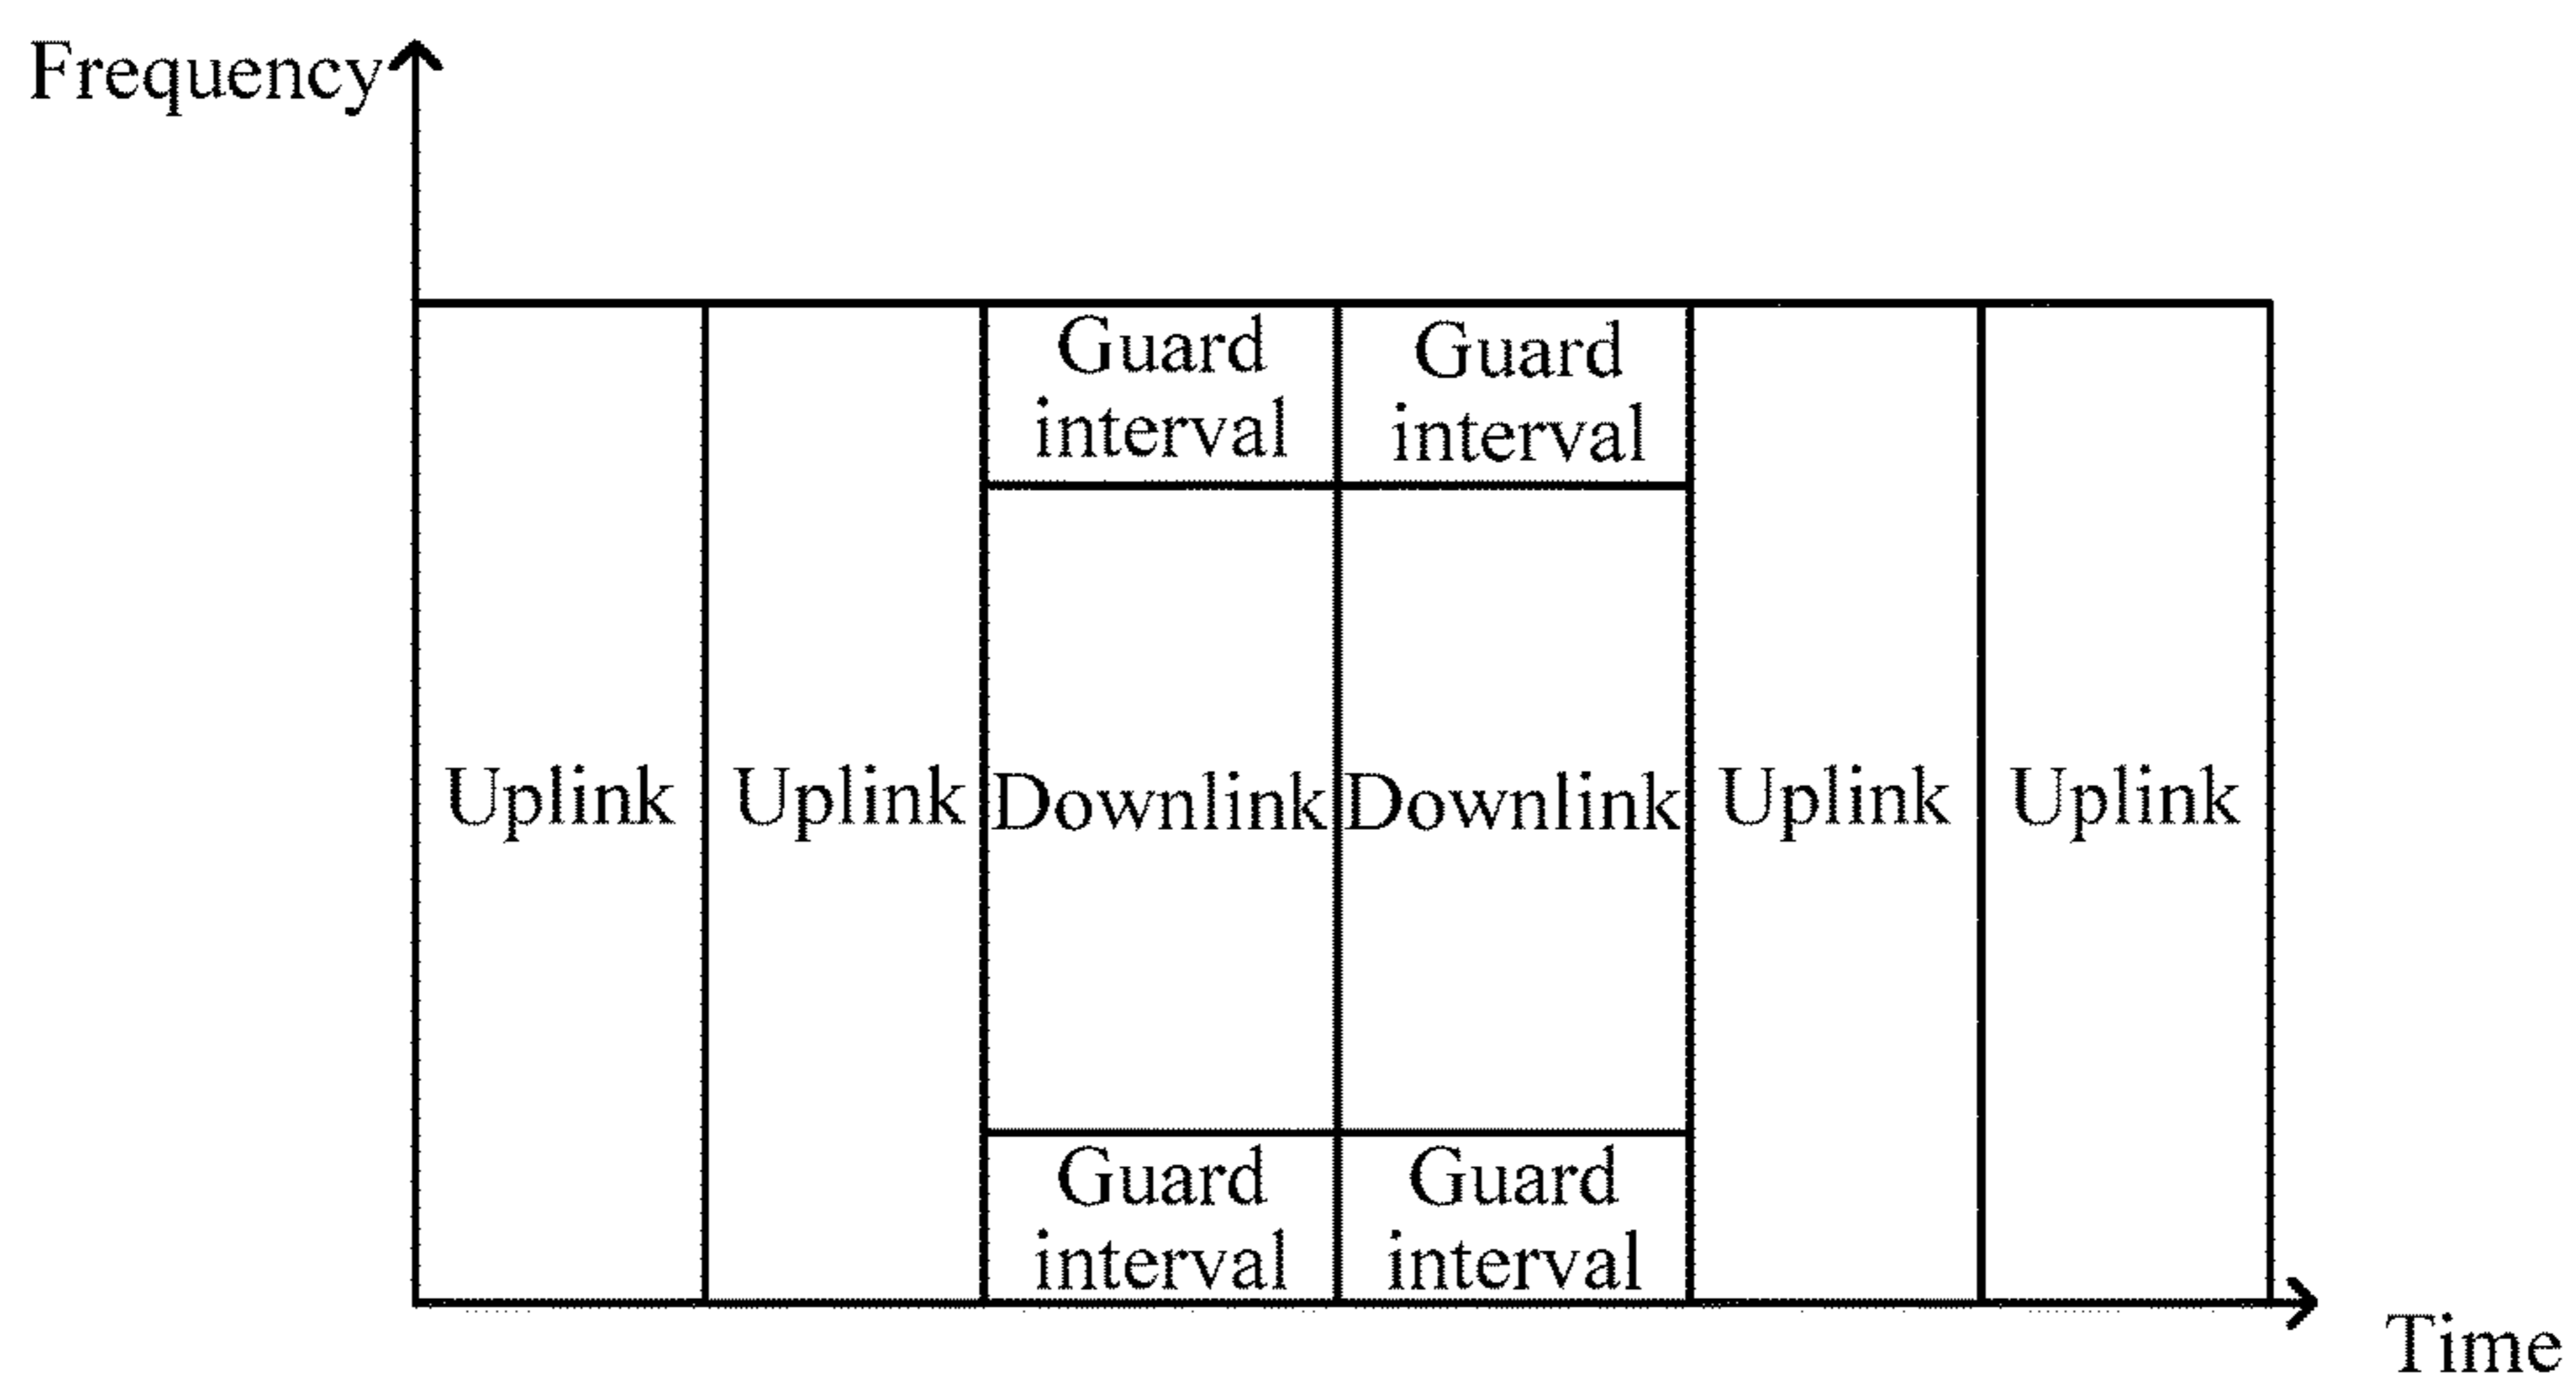 Frequency
Guard
interval
Guard
interval
Uplink
Uplink
Downlink
Downlink
Uplink
Uplink
Guard
interval
Guard
interval
Time